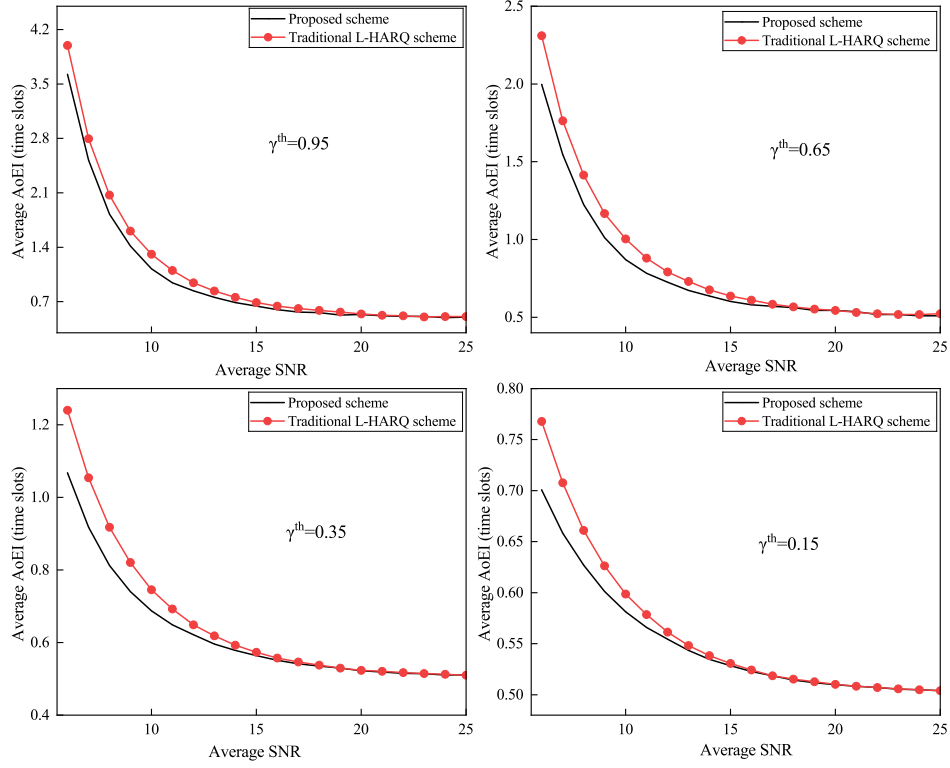 Proposed scheme
Traditional L-HARQ scheme
γth=0.95
Average AoEI (time slots)
4.2
3.5
2.8
2.1
1.4
0.7
10
15
20
25
Average SNR
Proposed scheme
Traditional L-HARQ scheme
γth=0.65
Average AoEI (time slots)
2.5
2.0
1.5
1.0
0.5
10
15
20
25
Average SNR
Proposed scheme
Traditional L-HARQ scheme
γth=0.35
Average AoEI (time slots)
1.2
1.0
0.8
0.6
0.4
10
15
20
25
Average SNR
Proposed scheme
Traditional L-HARQ scheme
γth=0.15
Average AoEI (time slots)
0.80
0.75
0.70
0.65
0.60
0.55
0.50
10
15
20
25
Average SNR